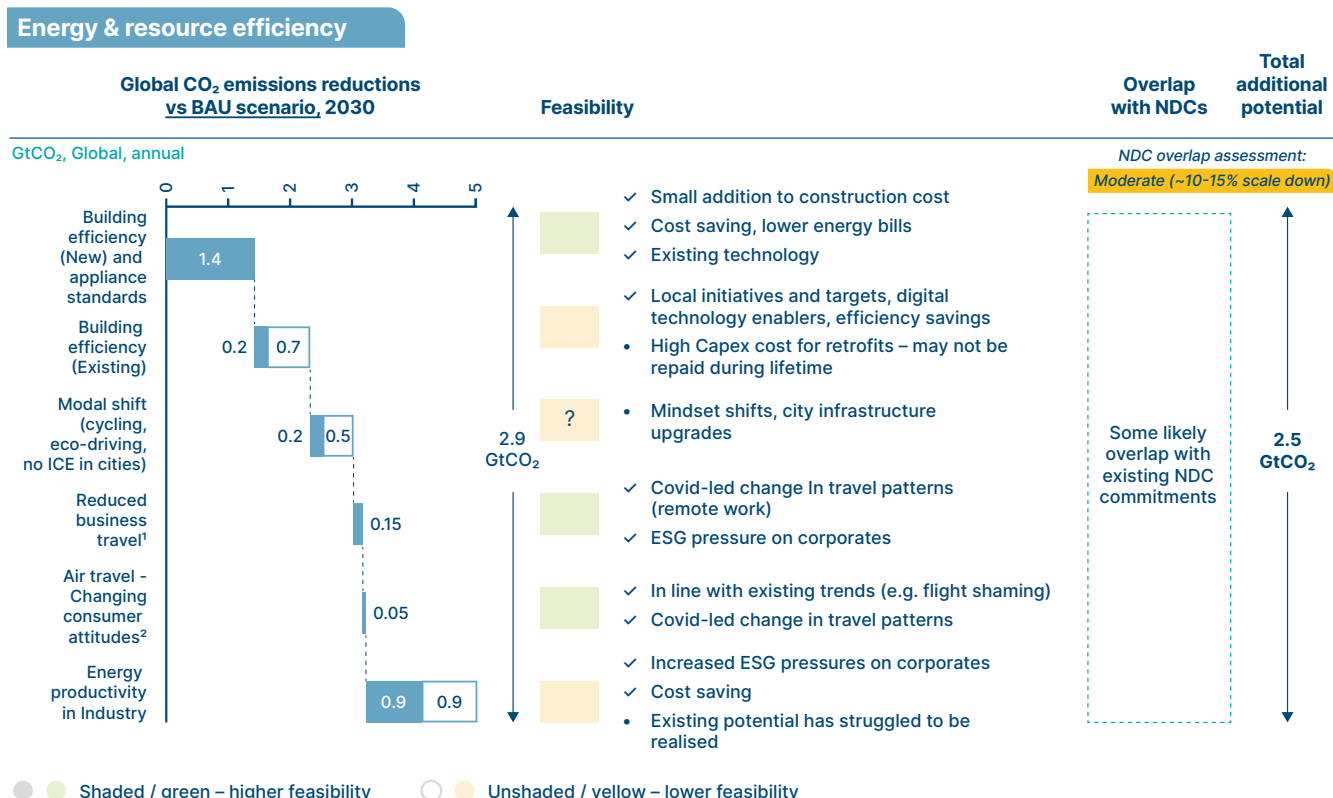 Energy & resource efficiency
Global CO₂ emissions reductions
vs BAU scenario, 2030
Feasibility
Overlap
with NDCs
Total
additional
potential
GtCO₂, Global, annual
NDC overlap assessment:
Moderate (~10-15% scale down)
0 1 2 3 4 5
Building
efficiency
(New) and
appliance
standards
1.4
✓ Small addition to construction cost
✓ Cost saving, lower energy bills
✓ Existing technology
Building
efficiency
(Existing)
0.2 0.7
✓ Local initiatives and targets, digital
technology enablers, efficiency savings
• High Capex cost for retrofits – may not be
repaid during lifetime
Modal shift
(cycling,
eco-driving,
no ICE in cities)
0.2 0.5
?
• Mindset shifts, city infrastructure
upgrades
2.9
GtCO₂
Some likely
overlap with
existing NDC
commitments
2.5
GtCO₂
Reduced
business
travel¹
0.15
✓ Covid-led change In travel patterns
(remote work)
✓ ESG pressure on corporates
Air travel -
Changing
consumer
attitudes²
0.05
✓ In line with existing trends (e.g. flight shaming)
✓ Covid-led change in travel patterns
Energy
productivity
in Industry
0.9 0.9
✓ Increased ESG pressures on corporates
✓ Cost saving
• Existing potential has struggled to be
realised
Shaded / green – higher feasibility
Unshaded / yellow – lower feasibility